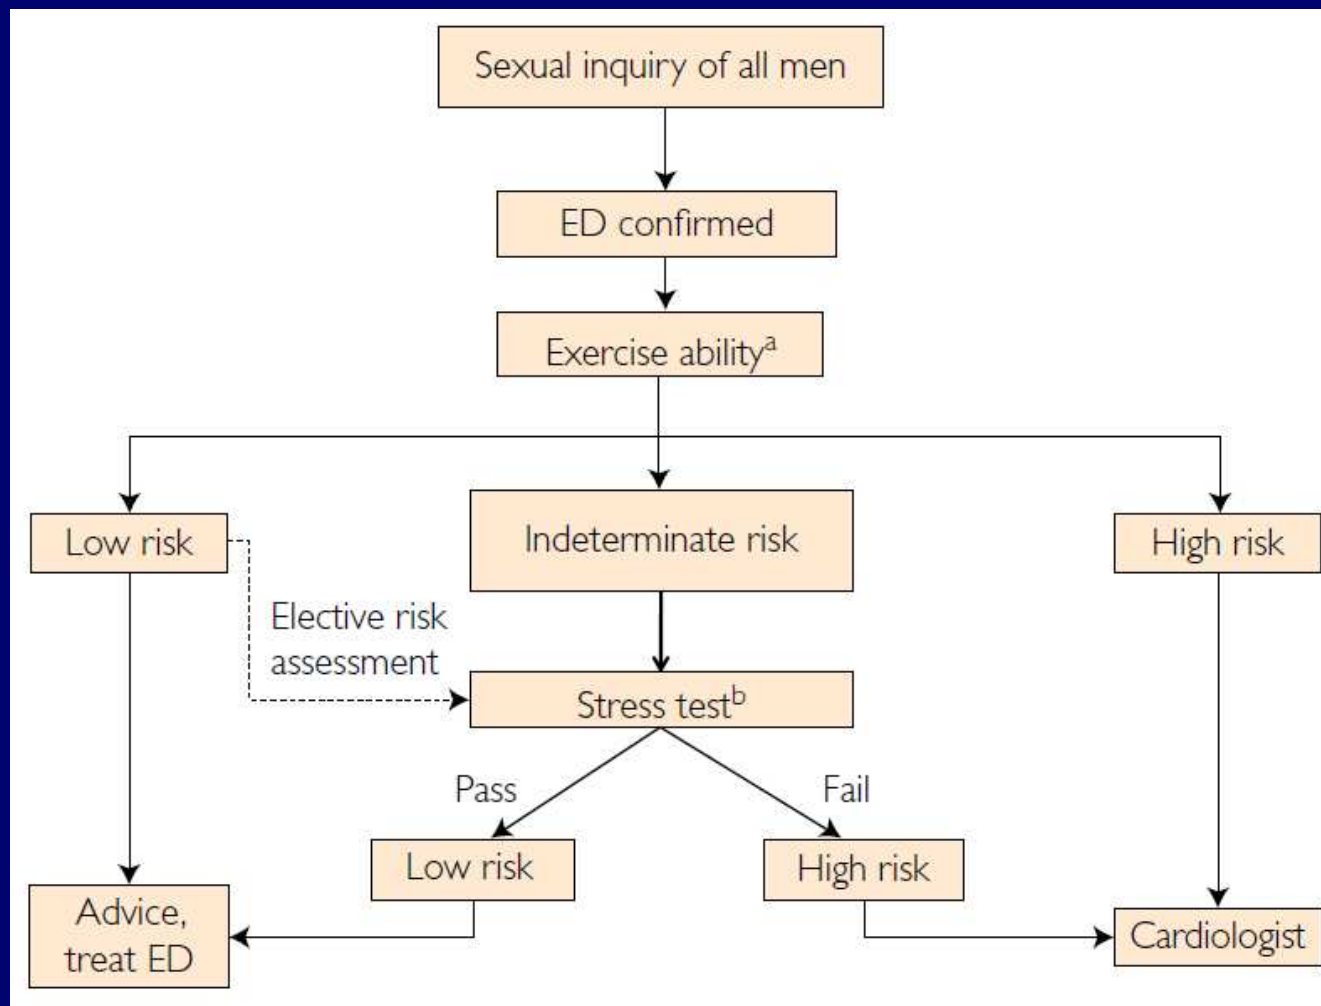 Sexual inquiry of all men
ED confirmed
Exercise abilityᵃ
Low risk
Indeterminate risk
High risk
Elective risk
assessment
Stress testᵇ
Pass
Fail
Low risk
High risk
Advice,
treat ED
Cardiologist